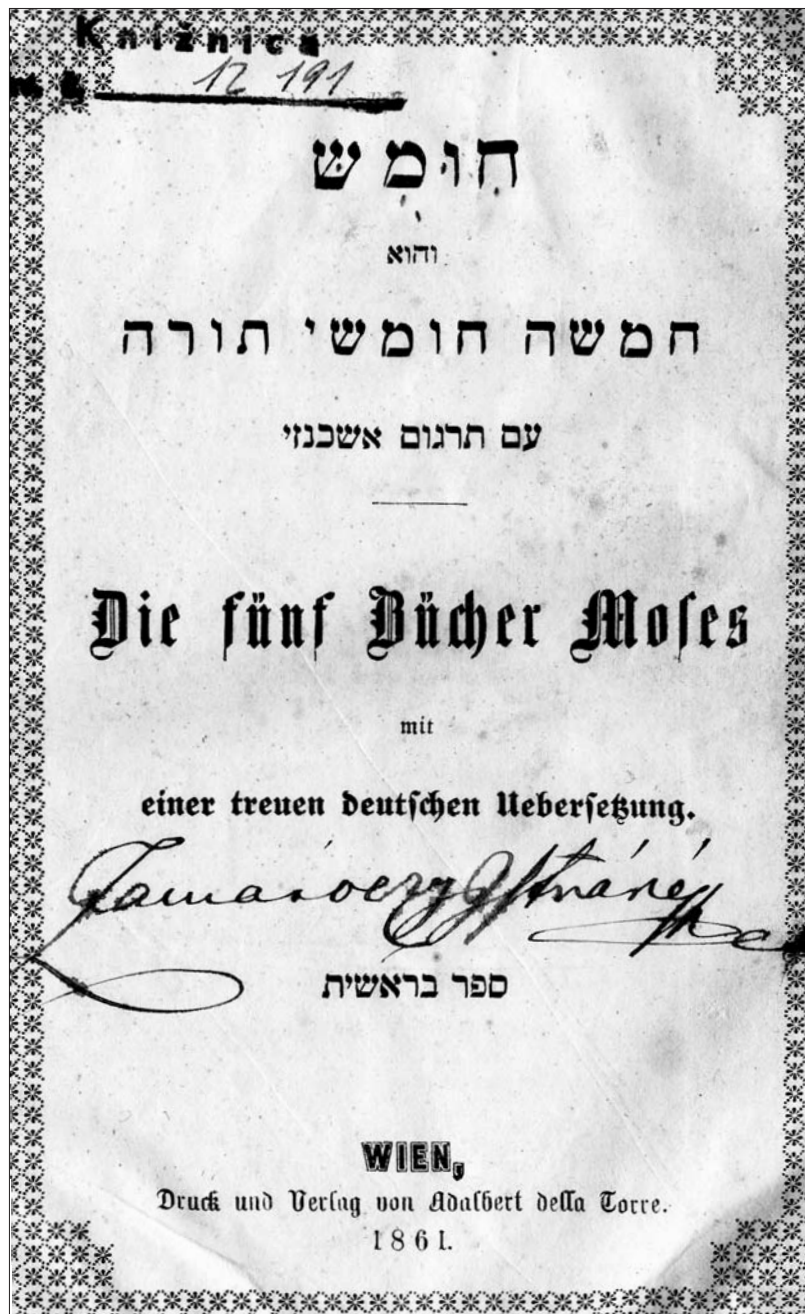 Knižnica
12 191
חִוּמִשׁ
והוא
חמשה חומשי תורה
עם תרגום אשכנזי
Die fünf Bücher Moses
mit
einer treuen deutschen Uebersetzung.
ספר בראשית
WIEN,
Druck und Verlag von Adalbert della Torre.
1861.